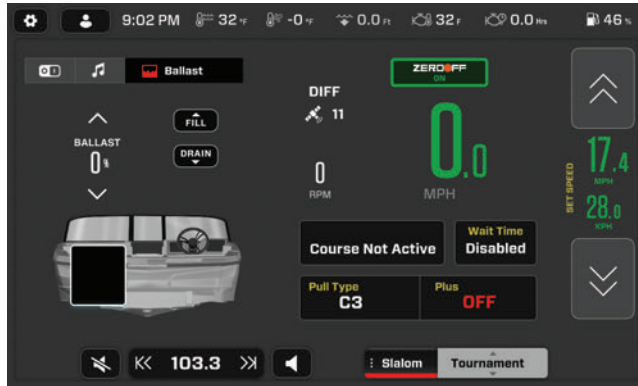 9:02 PM 32 °F -0 °F 0.0 FT 32 F 0.0 Hrs 46 %
Ballast
DIFF
11
ZEROOFF
ON
FILL
BALLAST
0 %
DRAIN
0
RPM
0.0
MPH
SET SPEED
17.4
MPH
28.0
KPH
Course Not Active
Wait Time
Disabled
Pull Type
C3
Plus
OFF
103.3
Slalom
Tournament